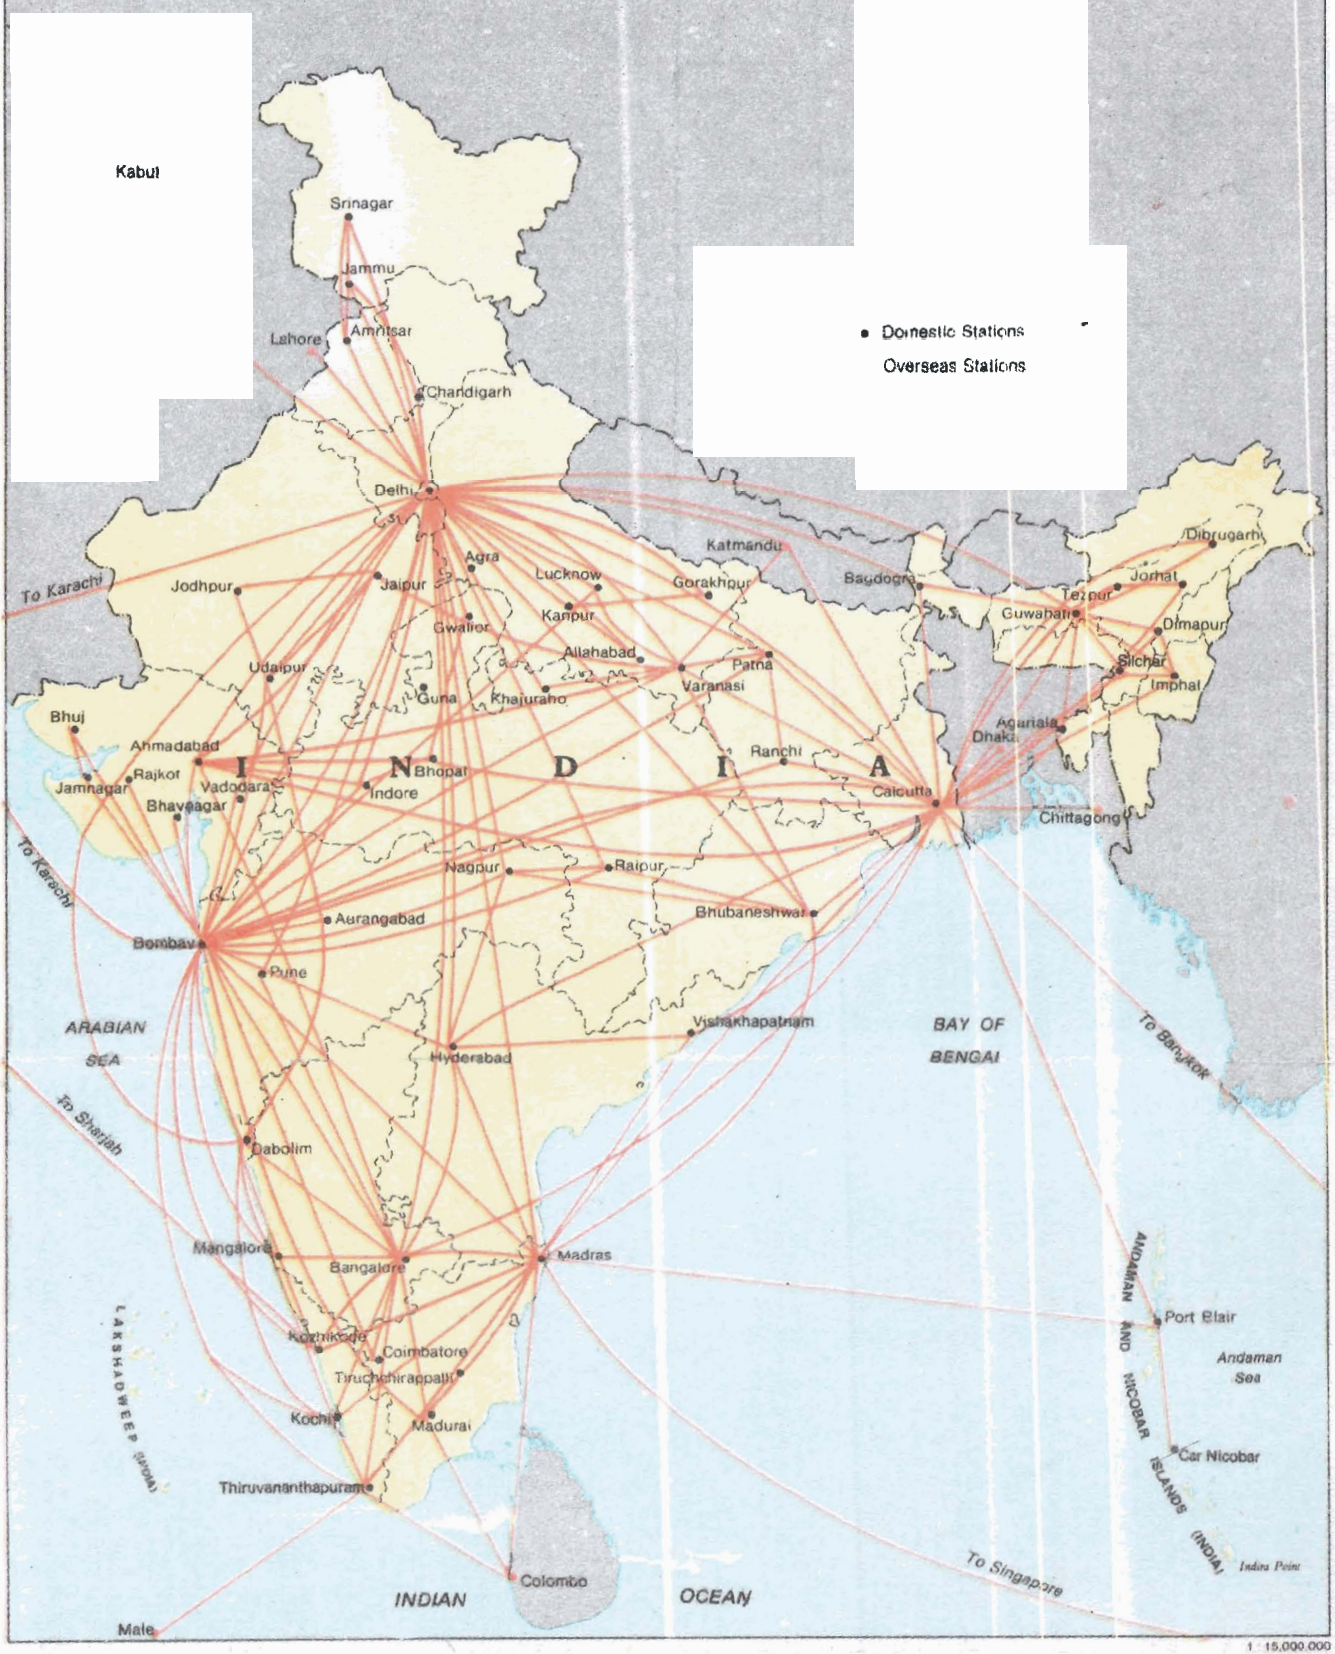 Kabul
Srinagar
Jammu
Lahore
Amritsar
● Domestic Stations
Overseas Stations
Chandigarh
Delhi
Katmandu
Dibrugarh
Agra
Lucknow
Gorakhpur
Bagdogra
Jorhat
To Karachi
Jodhpur
Jaipur
Tezpur
Kanpur
Guwahati
Gwalior
Dimapur
Allahabad
Patna
Silchar
Udaipur
Varanasi
Imphal
Guna
Khajuraho
Bhuj
Agartala
Dhaka
Ahmadabad
Ranchi
I N D I A
Rajkot
Bhopal
Jamnagar
Vadodara
Indore
Calcutta
Bhavnagar
Chittagong
To Karachi
Nagpur
Raipur
Aurangabad
Bhubaneshwar
Bombay
Pune
ARABIAN
SEA
Vishakhapatnam
BAY OF
BENGAL
To Bangkok
Hyderabad
To Sharjah
Dabolim
Mangalore
Bangalore
Madras
ANDAMAN AND NICOBAR ISLANDS (INDIA)
LAKSHADWEEP (INDIA)
Port Blair
Kozhikode
Coimbatore
Andaman
Sea
Tiruchchirappalli
Kochi
Madurai
Car Nicobar
Thiruvananthapuram
To Singapore
Indira Point
Colombo
INDIAN OCEAN
Male
1 : 15,000,000